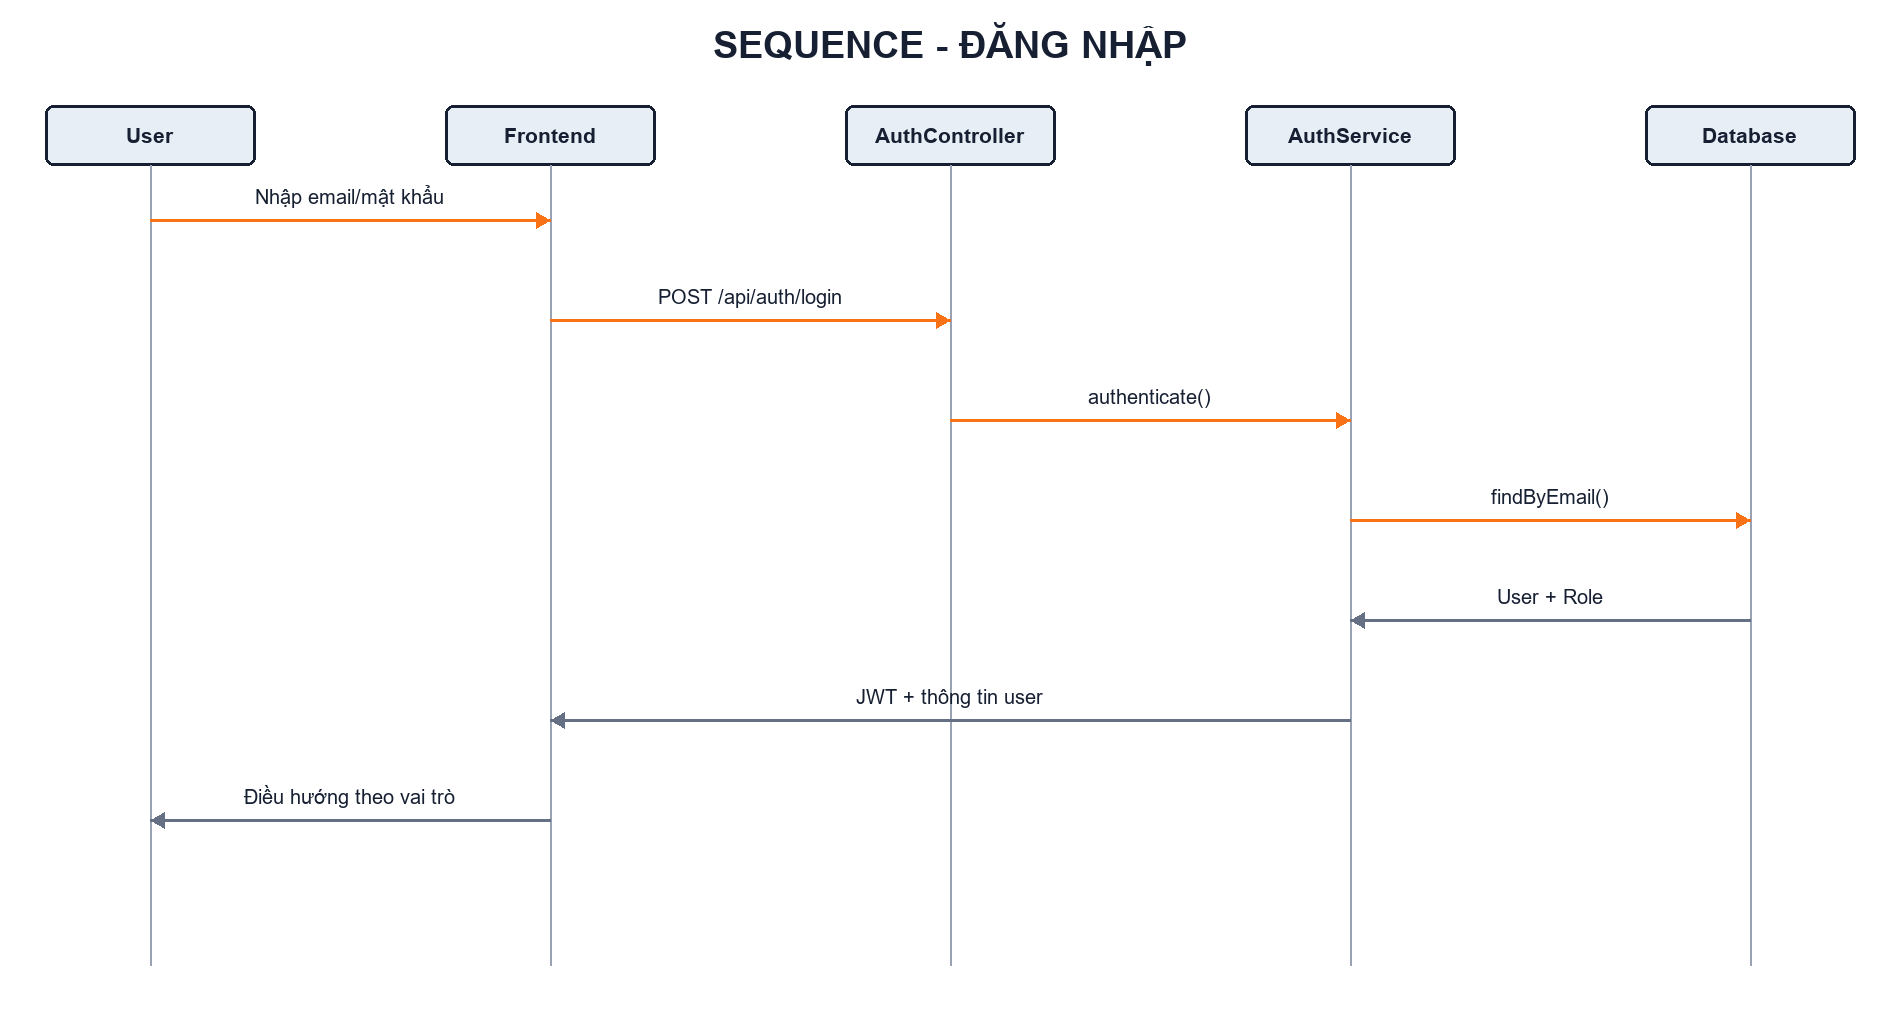 SEQUENCE - ĐĂNG NHẬP
User
Frontend
AuthController
AuthService
Database
Nhập email/mật khẩu
POST /api/auth/login
authenticate()
findByEmail()
User + Role
JWT + thông tin user
Điều hướng theo vai trò